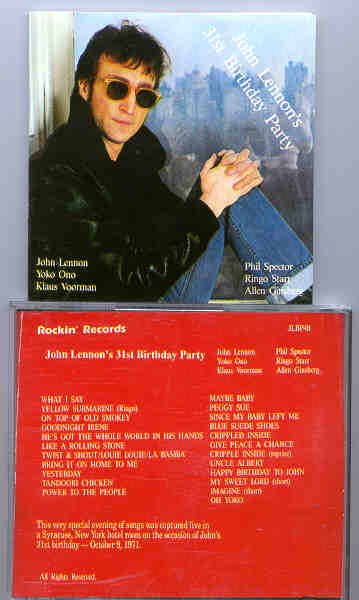 John Lennon's
31st Birthday Party
John Lennon
Yoko Ono
Klaus Voorman
Phil Spector
Ringo Starr
Allen Ginsberg
Rockin' Records
JLBP-01
John Lennon's 31st Birthday Party
John Lennon
Yoko Ono
Klaus Voorman
Phil Spector
Ringo Starr
Allen Ginsberg
WHAT I SAY
YELLOW SUBMARINE (Ringo)
ON TOP OF OLD SMOKEY
GOODNIGHT IRENE
HE'S GOT THE WHOLE WORLD IN HIS HANDS
LIKE A ROLLING STONE
TWIST & SHOUT/LOUIE LOUIE/LA BAMBA
BRING IT ON HOME TO ME
YESTERDAY
TANDOORI CHICKEN
POWER TO THE PEOPLE
MAYBE BABY
PEGGY SUE
SINCE MY BABY LEFT ME
BLUE SUEDE SHOES
CRIPPLED INSIDE
GIVE PEACE A CHANCE
CRIPPLE INSIDE (reprise)
UNCLE ALBERT
HAPPY BIRTHDAY TO JOHN
MY SWEET LORD (short)
IMAGINE (short)
OH YOKO
This very special evening of songs was captured live in
a Syracuse, New York hotel room on the occasion of John's
31st birthday — October 9, 1971.
All Rights Reserved.